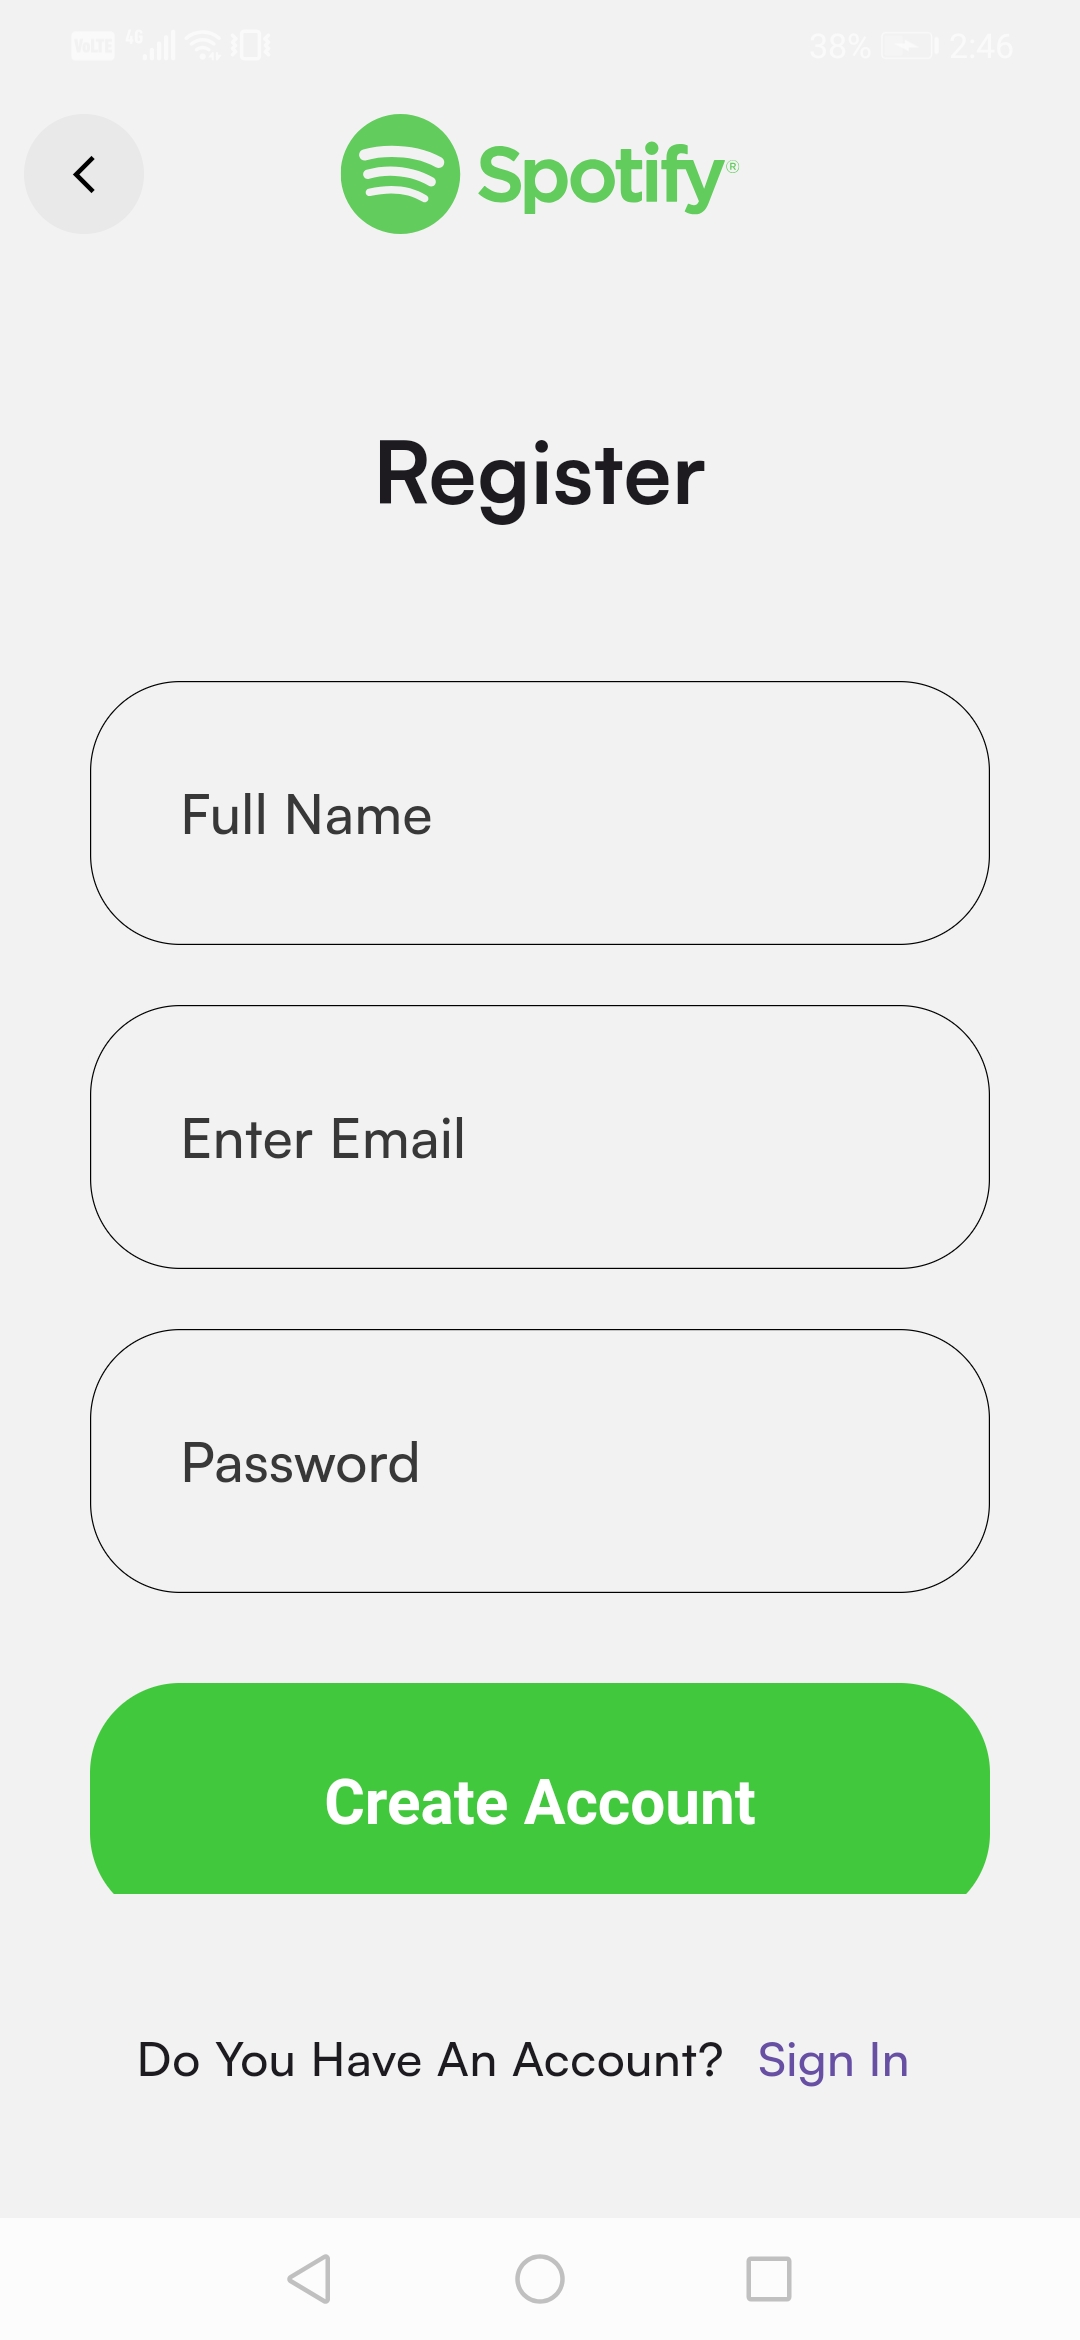 VoLTE 4G 38% 2:46
Spotify®
Register
Full Name
Enter Email
Password
Create Account
Do You Have An Account? Sign In